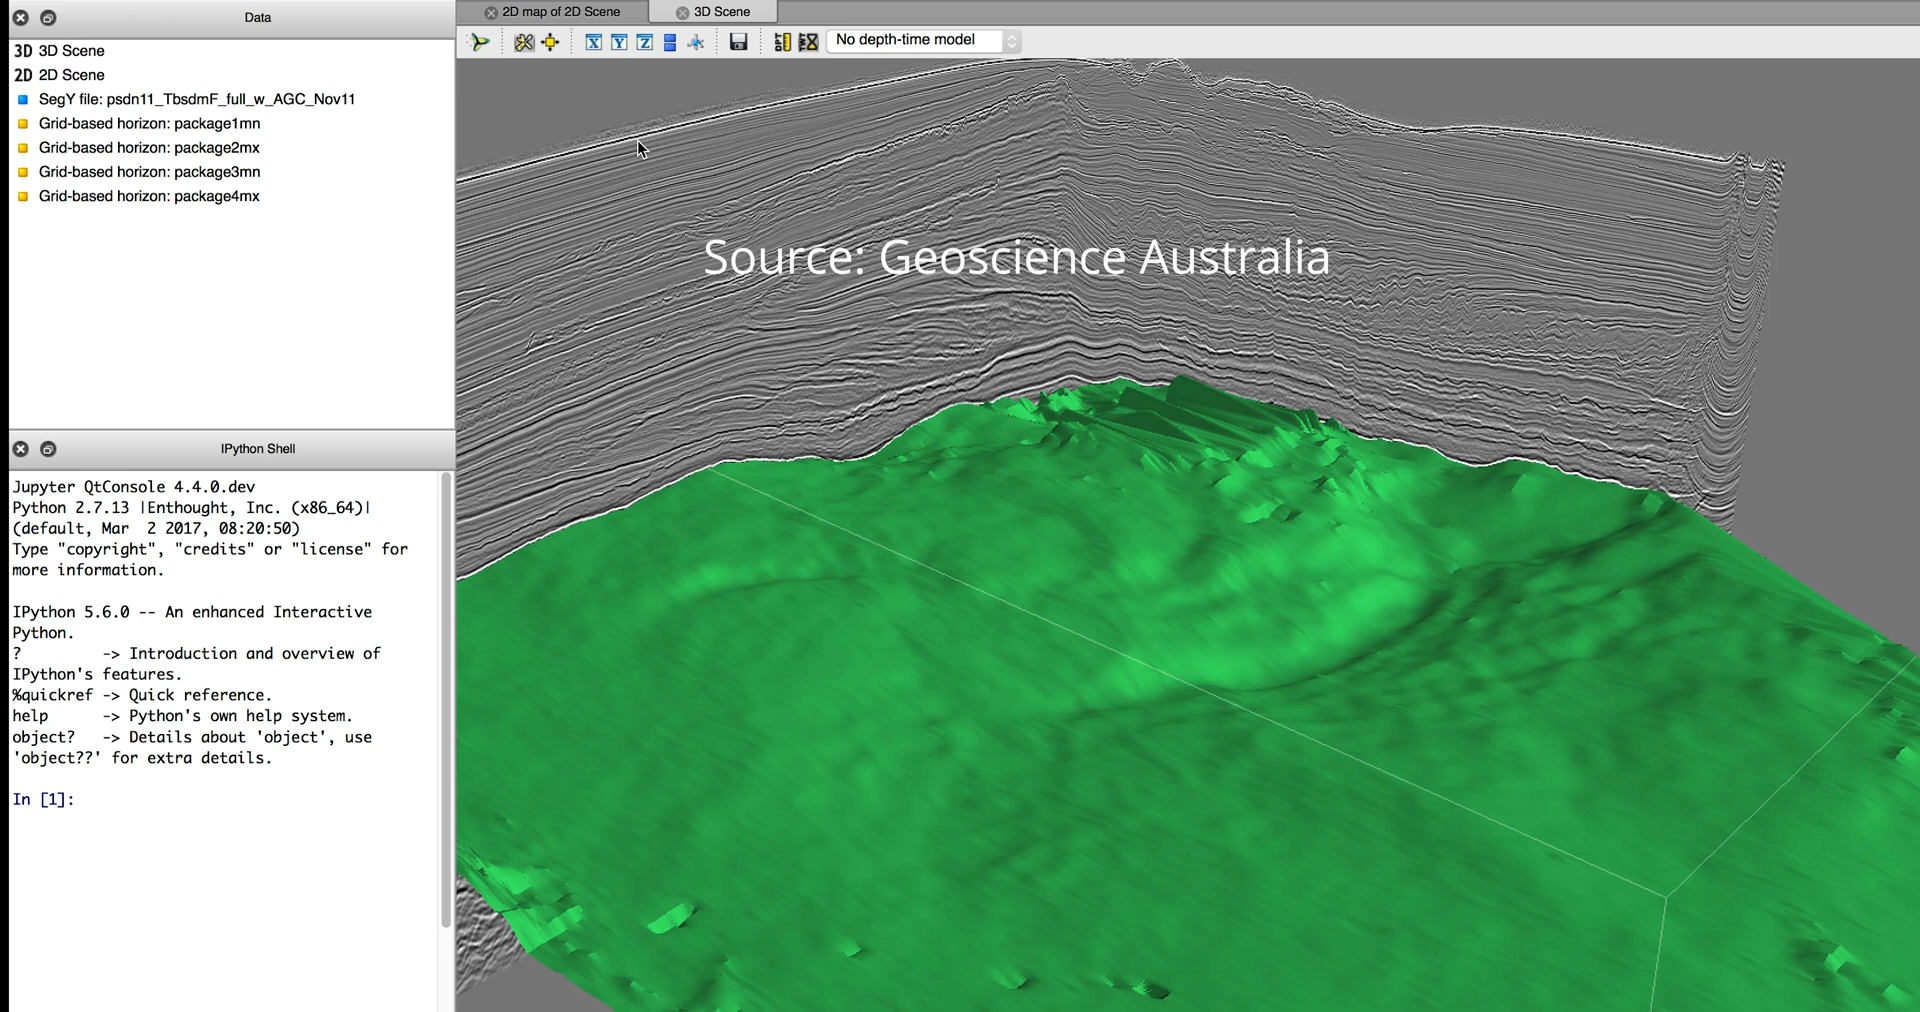 Data
3D 3D Scene
2D 2D Scene
SegY file: psdn11_TbsdmF_full_w_AGC_Nov11
Grid-based horizon: package1mn
Grid-based horizon: package2mx
Grid-based horizon: package3mn
Grid-based horizon: package4mx
IPython Shell
Jupyter QtConsole 4.4.0.dev
Python 2.7.13 |Enthought, Inc. (x86_64)|
(default, Mar  2 2017, 08:20:50)
Type "copyright", "credits" or "license" for
more information.
IPython 5.6.0 -- An enhanced Interactive
Python.
?         -> Introduction and overview of
IPython's features.
%quickref -> Quick reference.
help      -> Python's own help system.
object?   -> Details about 'object', use
'object??' for extra details.
In [1]:
2D map of 2D Scene
3D Scene
X Y Z
DPT
TWT
No depth-time model
Source: Geoscience Australia